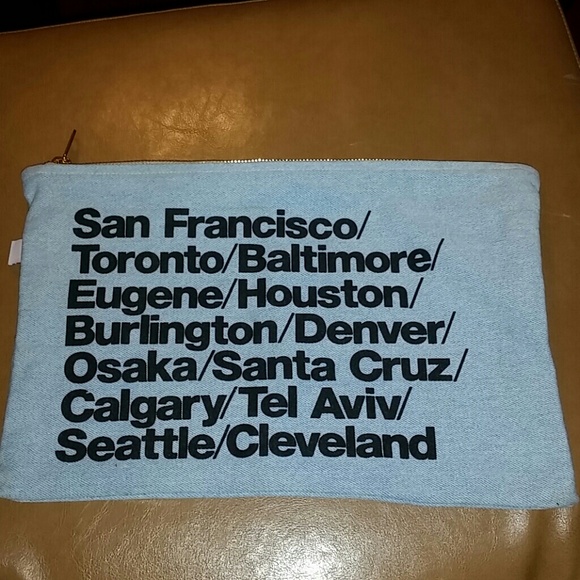 San Francisco/
Toronto/Baltimore/
Eugene/Houston/
Burlington/Denver/
Osaka/Santa Cruz/
Calgary/Tel Aviv/
Seattle/Cleveland